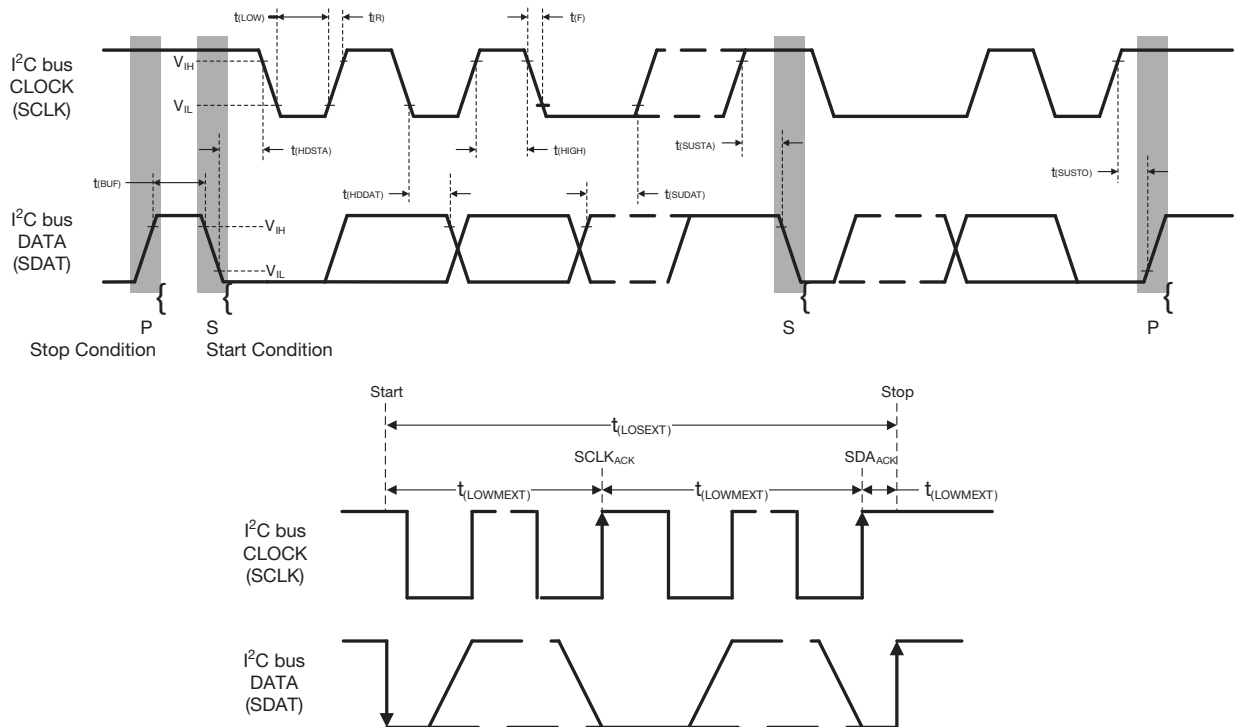 t(LOW)
t(R)
t(F)
I²C bus
CLOCK
(SCLK)
VIH
VIL
t(HDSTA)
t(HIGH)
t(SUSTA)
t(SUSTO)
t(BUF)
t(HDDAT)
t(SUDAT)
I²C bus
DATA
(SDAT)
VIH
VIL
{
{
{
{
P
S
S
P
Stop Condition
Start Condition
Start
Stop
t(LOSEXT)
SCLKACK
SDAACK
t(LOWMEXT)
t(LOWMEXT)
t(LOWMEXT)
I²C bus
CLOCK
(SCLK)
I²C bus
DATA
(SDAT)